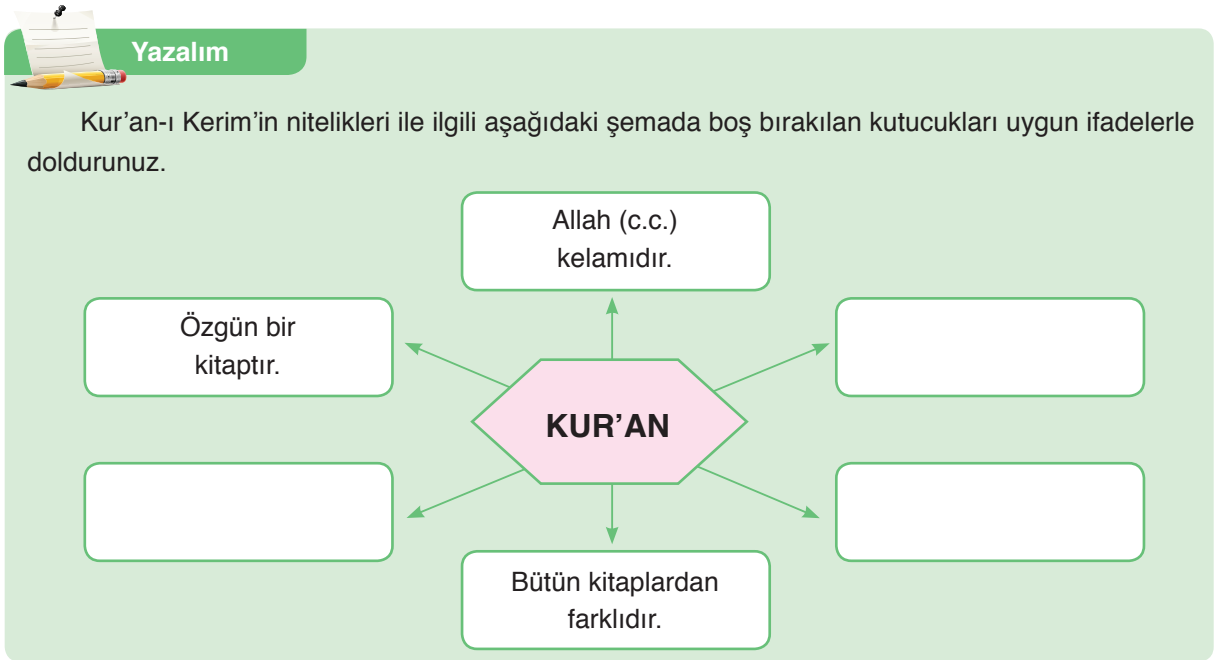 Yazalım
Kur’an-ı Kerim’in nitelikleri ile ilgili aşağıdaki şemada boş bırakılan kutucukları uygun ifadelerle
doldurunuz.
Allah (c.c.)
kelamıdır.
Özgün bir
kitaptır.
KUR’AN
Bütün kitaplardan
farklıdır.